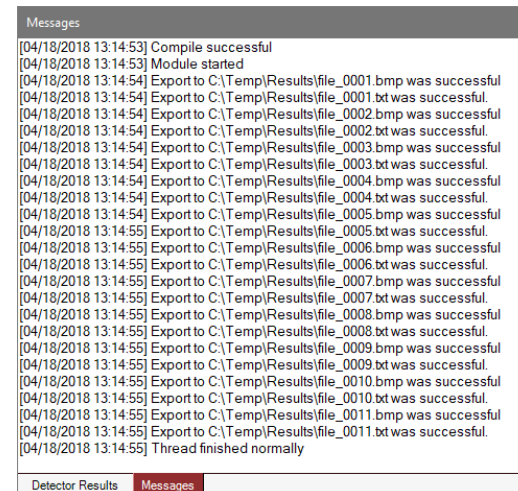 Messages
[04/18/2018 13:14:53] Compile successful
[04/18/2018 13:14:53] Module started
[04/18/2018 13:14:54] Export to C:\Temp\Results\file_0001.bmp was successful
[04/18/2018 13:14:54] Export to C:\Temp\Results\file_0001.txt was successful.
[04/18/2018 13:14:54] Export to C:\Temp\Results\file_0002.bmp was successful
[04/18/2018 13:14:54] Export to C:\Temp\Results\file_0002.txt was successful.
[04/18/2018 13:14:54] Export to C:\Temp\Results\file_0003.bmp was successful
[04/18/2018 13:14:54] Export to C:\Temp\Results\file_0003.txt was successful.
[04/18/2018 13:14:54] Export to C:\Temp\Results\file_0004.bmp was successful
[04/18/2018 13:14:54] Export to C:\Temp\Results\file_0004.txt was successful.
[04/18/2018 13:14:54] Export to C:\Temp\Results\file_0005.bmp was successful
[04/18/2018 13:14:55] Export to C:\Temp\Results\file_0005.txt was successful.
[04/18/2018 13:14:55] Export to C:\Temp\Results\file_0006.bmp was successful
[04/18/2018 13:14:55] Export to C:\Temp\Results\file_0006.txt was successful.
[04/18/2018 13:14:55] Export to C:\Temp\Results\file_0007.bmp was successful
[04/18/2018 13:14:55] Export to C:\Temp\Results\file_0007.txt was successful.
[04/18/2018 13:14:55] Export to C:\Temp\Results\file_0008.bmp was successful
[04/18/2018 13:14:55] Export to C:\Temp\Results\file_0008.txt was successful.
[04/18/2018 13:14:55] Export to C:\Temp\Results\file_0009.bmp was successful
[04/18/2018 13:14:55] Export to C:\Temp\Results\file_0009.txt was successful.
[04/18/2018 13:14:55] Export to C:\Temp\Results\file_0010.bmp was successful
[04/18/2018 13:14:55] Export to C:\Temp\Results\file_0010.txt was successful.
[04/18/2018 13:14:55] Export to C:\Temp\Results\file_0011.bmp was successful
[04/18/2018 13:14:55] Export to C:\Temp\Results\file_0011.txt was successful.
[04/18/2018 13:14:55] Thread finished normally
Detector Results Messages